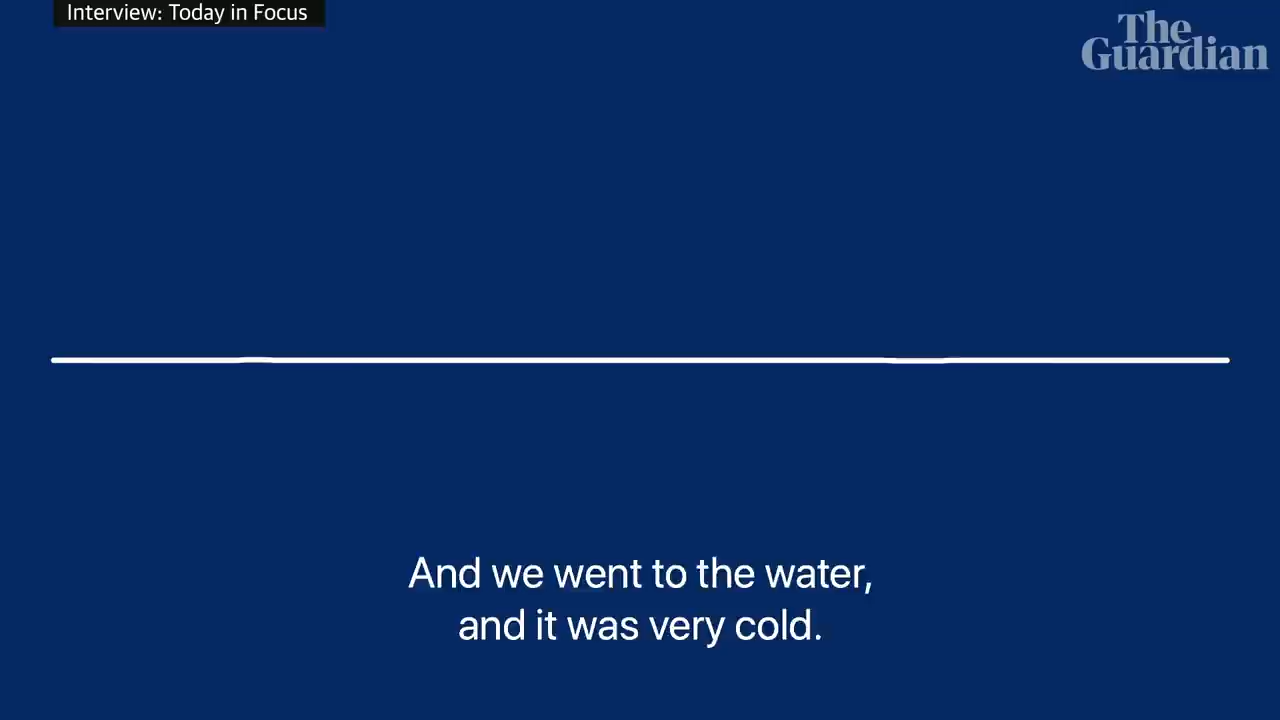 Interview: Today in Focus
The
Guardian
And we went to the water,
and it was very cold.